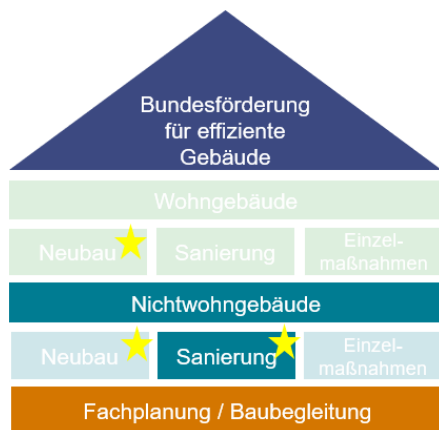 Bundesförderung
für effiziente
Gebäude
Wohngebäude
Neubau
Sanierung
Einzel-
maßnahmen
Nichtwohngebäude
Neubau
Sanierung
Einzel-
maßnahmen
Fachplanung / Baubegleitung